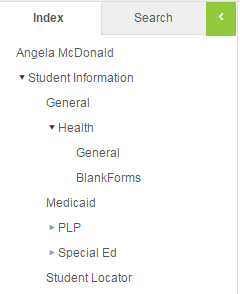 Index Search
Angela McDonald
Student Information
General
Health
General
BlankForms
Medicaid
PLP
Special Ed
Student Locator